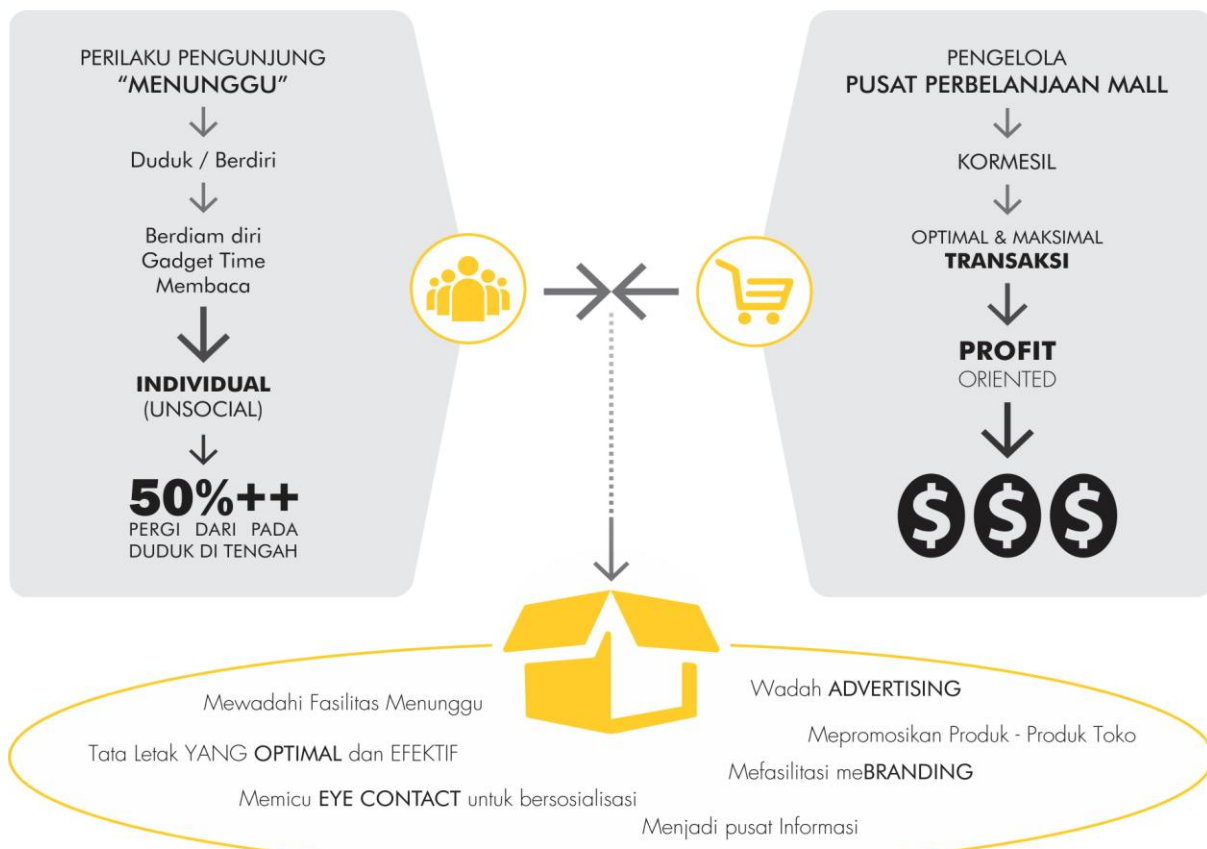 PERILAKU PENGUNJUNG
“MENUNGGU”
Duduk / Berdiri
Berdiam diri
Gadget Time
Membaca
INDIVIDUAL
(UNSOCIAL)
50%++
PERGI DARI PADA
DUDUK DI TENGAH
PENGELOLA
PUSAT PERBELANJAAN MALL
KORMESIL
OPTIMAL & MAKSIMAL
TRANSAKSI
PROFIT
ORIENTED
$ $ $
Mewadahi Fasilitas Menunggu
Tata Letak YANG OPTIMAL dan EFEKTIF
Memicu EYE CONTACT untuk bersosialisasi
Wadah ADVERTISING
Mepromosikan Produk - Produk Toko
Mefasilitasi meBRANDING
Menjadi pusat Informasi